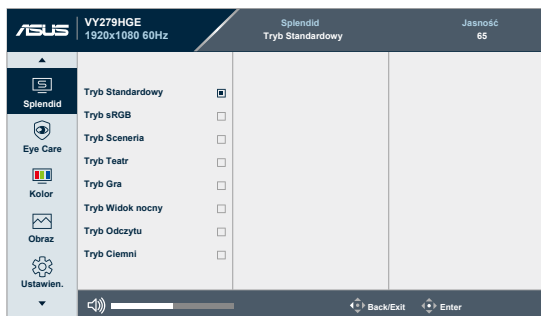 ASUS
VY279HGE
1920x1080 60Hz
Splendid
Tryb Standardowy
Jasność
65
Splendid
Eye Care
Kolor
Obraz
Ustawien.
Tryb Standardowy
Tryb sRGB
Tryb Sceneria
Tryb Teatr
Tryb Gra
Tryb Widok nocny
Tryb Odczytu
Tryb Ciemni
Back/Exit
Enter